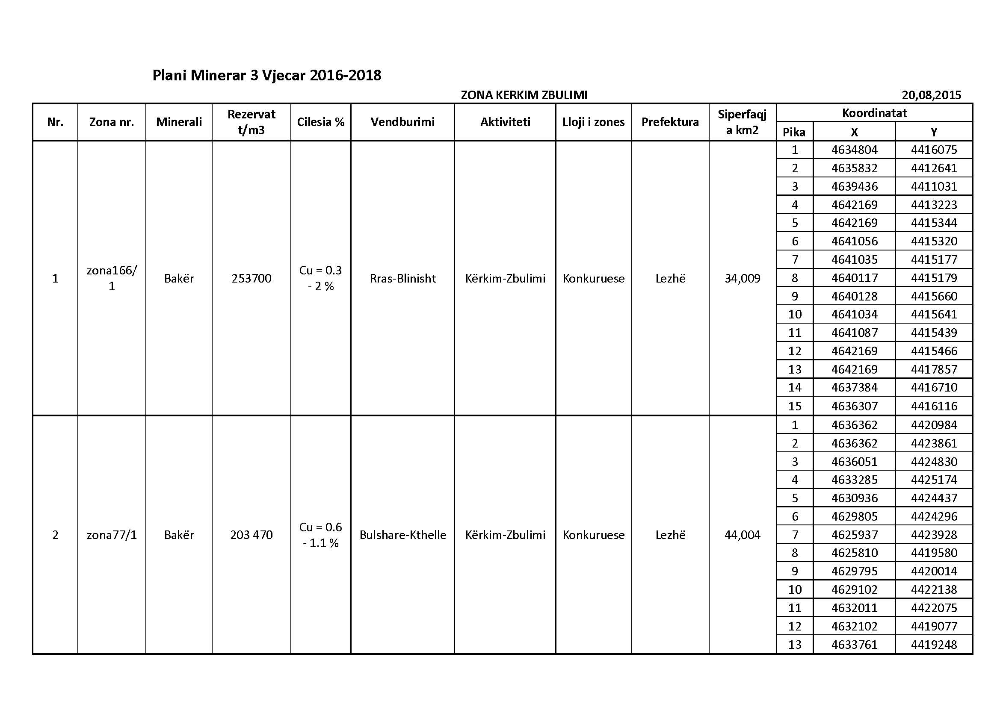 Plani Minerar 3 Vjecar 2016-2018
ZONA KERKIM ZBULIMI 20,08,2015
Nr. Zona nr. Minerali Rezervat t/m3 Cilesia % Vendburimi Aktiviteti Lloji i zones Prefektura Siperfaqj a km2 Koordinatat
Pika X Y
1 zona166/ 1 Bakër 253700 Cu = 0.3 - 2 % Rras-Blinisht Kërkim-Zbulimi Konkuruese Lezhë 34,009
1 4634804 4416075
2 4635832 4412641
3 4639436 4411031
4 4642169 4413223
5 4642169 4415344
6 4641056 4415320
7 4641035 4415177
8 4640117 4415179
9 4640128 4415660
10 4641034 4415641
11 4641087 4415439
12 4642169 4415466
13 4642169 4417857
14 4637384 4416710
15 4636307 4416116
2 zona77/1 Bakër 203 470 Cu = 0.6 - 1.1 % Bulshare-Kthelle Kërkim-Zbulimi Konkuruese Lezhë 44,004
1 4636362 4420984
2 4636362 4423861
3 4636051 4424830
4 4633285 4425174
5 4630936 4424437
6 4629805 4424296
7 4625937 4423928
8 4625810 4419580
9 4629795 4420014
10 4629102 4422138
11 4632011 4422075
12 4632102 4419077
13 4633761 4419248